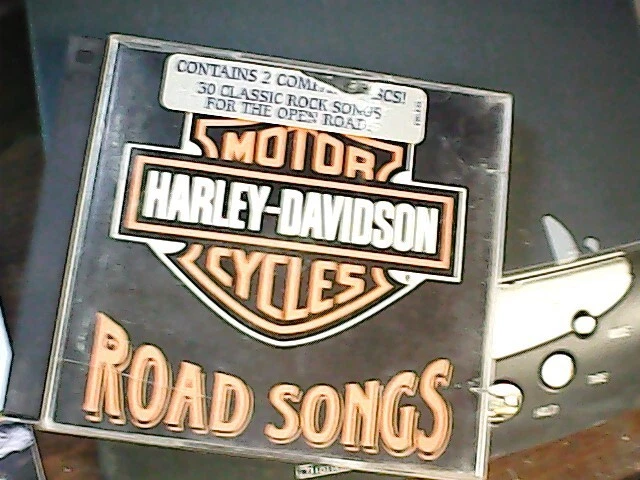 CONTAINS 2 COMP
30 CLASSIC ROCK SONGS
FOR THE OPEN ROAD.
MOTOR
HARLEY-DAVIDSON
CYCLES
ROAD SONGS